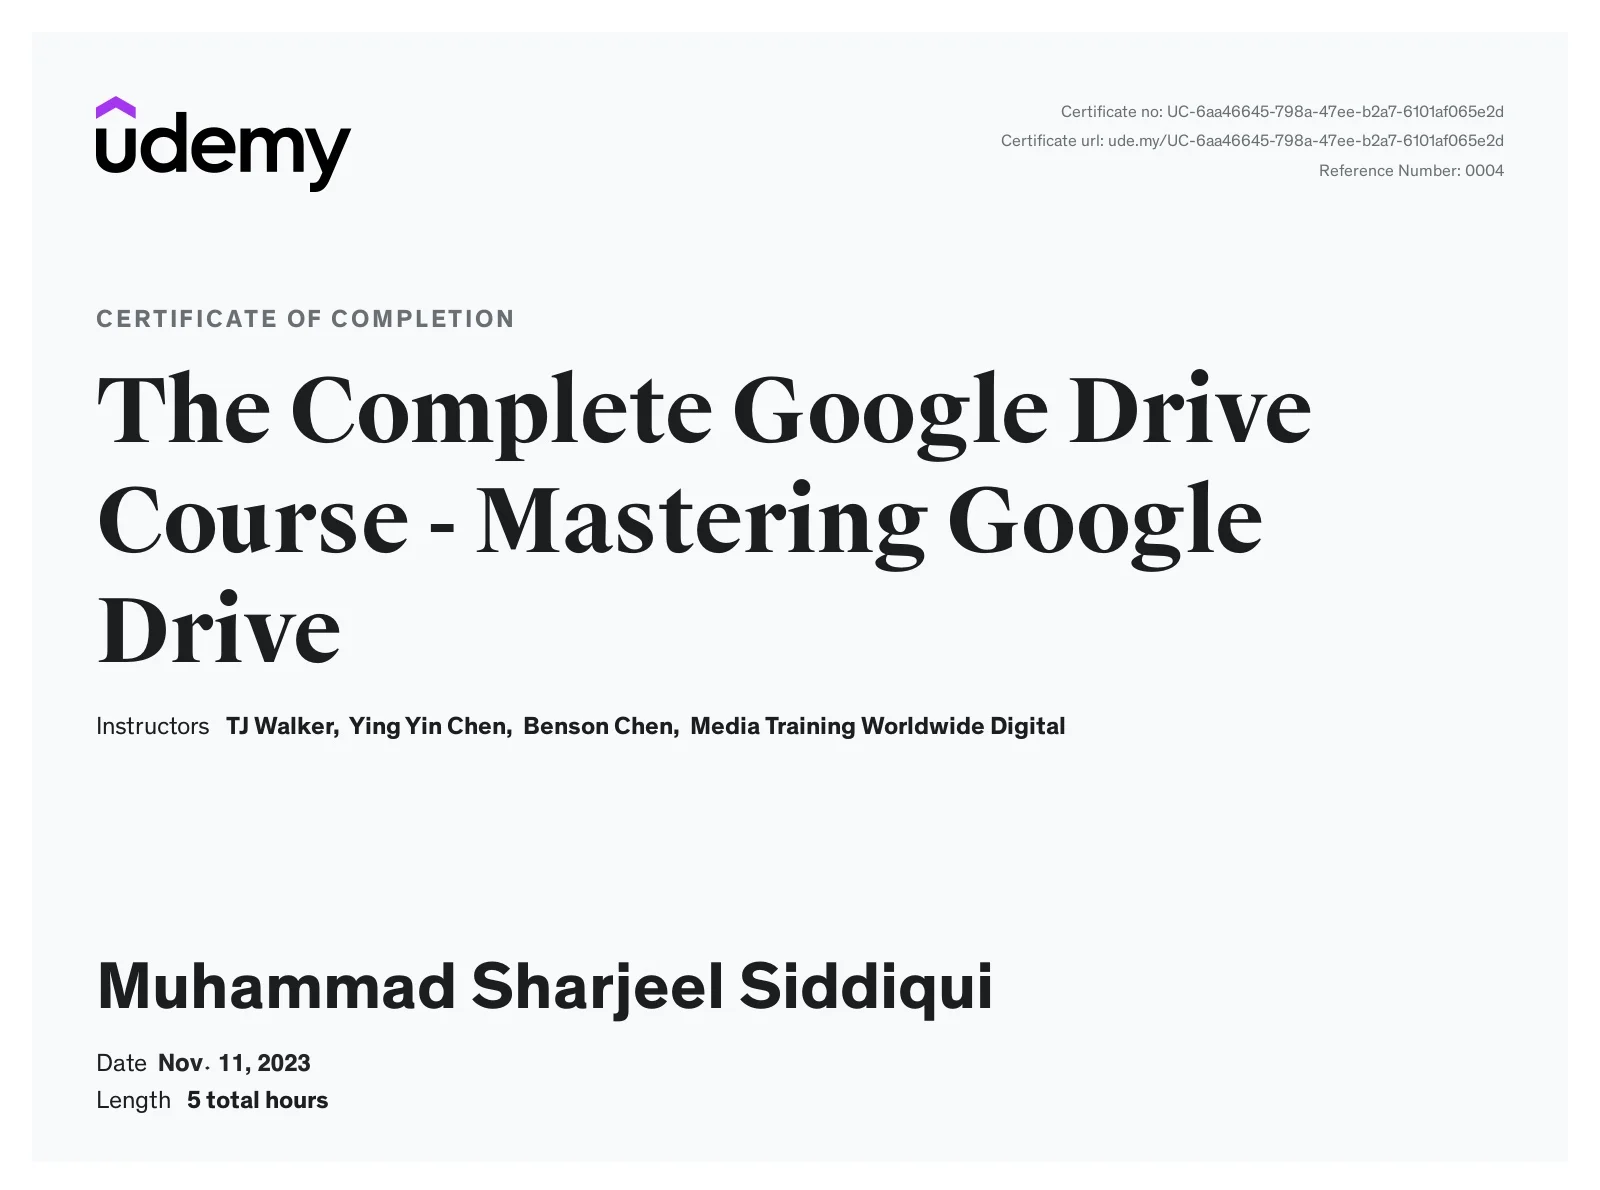 udemy
Certificate no: UC-6aa46645-798a-47ee-b2a7-6101af065e2d
Certificate url: ude.my/UC-6aa46645-798a-47ee-b2a7-6101af065e2d
Reference Number: 0004
CERTIFICATE OF COMPLETION
The Complete Google Drive
Course - Mastering Google
Drive
Instructors TJ Walker, Ying Yin Chen, Benson Chen, Media Training Worldwide Digital
Muhammad Sharjeel Siddiqui
Date Nov. 11, 2023
Length 5 total hours